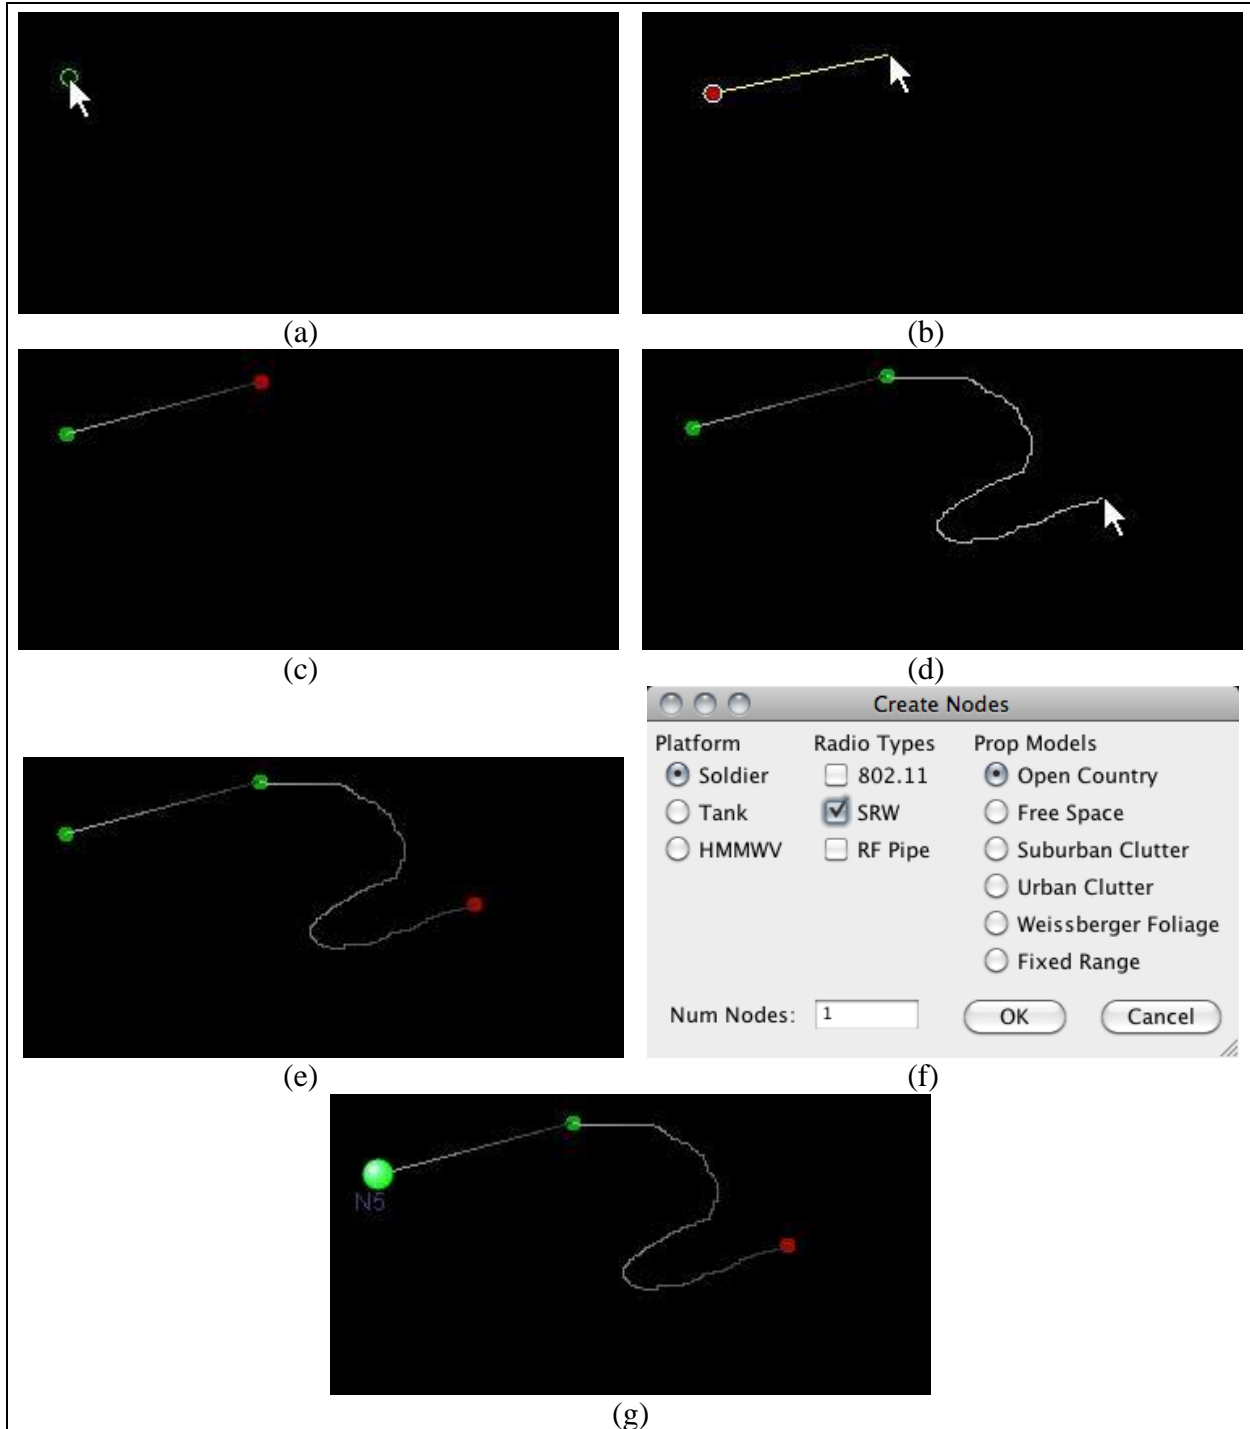 (a) (b)
(c) (d)
Create Nodes
Platform Radio Types Prop Models
Soldier 802.11 Open Country
Tank SRW Free Space
HMMWV RF Pipe Suburban Clutter
Urban Clutter
Weissberger Foliage
Fixed Range
Num Nodes: 1 OK Cancel
(e) (f)
N5
(g)